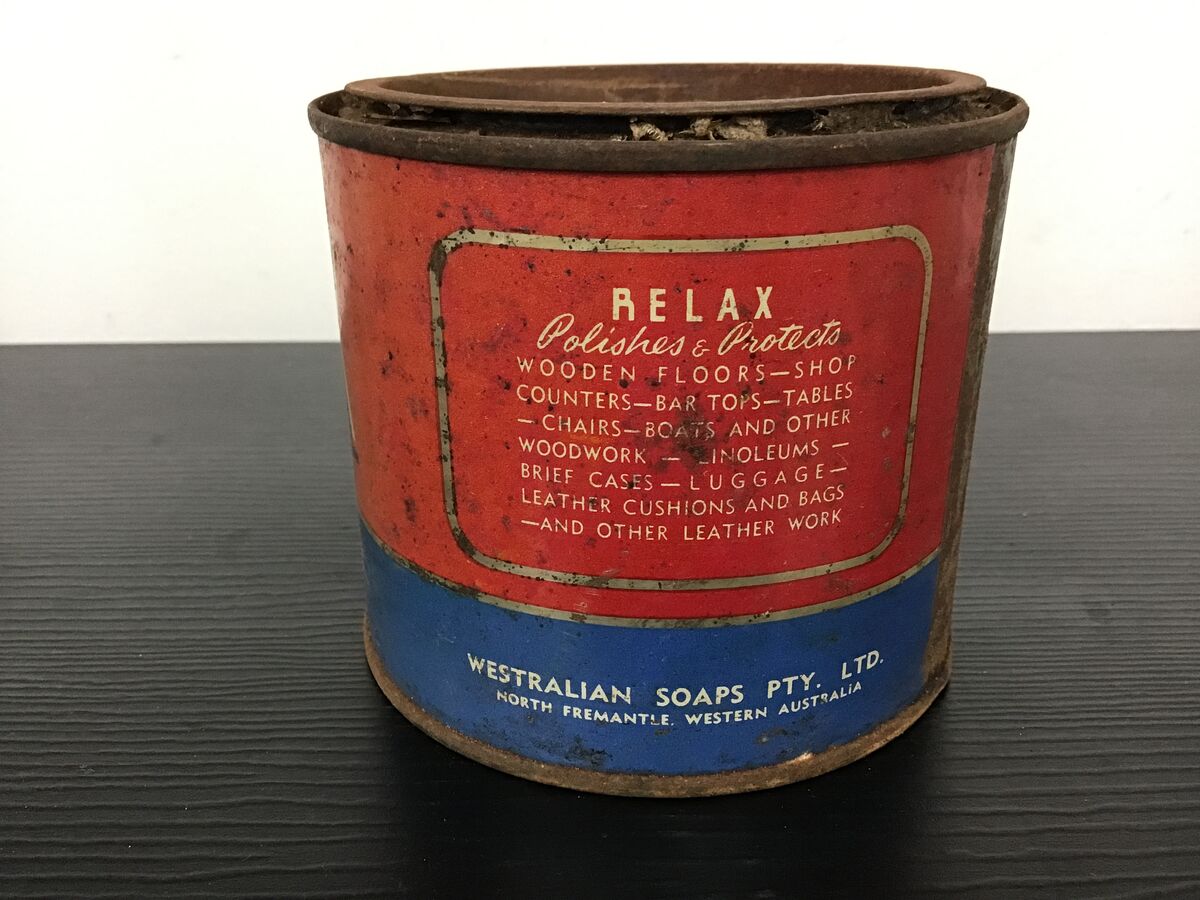 RELAX
Polishes & Protects
WOODEN FLOORS—SHOP
COUNTERS—BAR TOPS—TABLES
—CHAIRS—BOATS AND OTHER
WOODWORK — LINOLEUMS —
BRIEF CASES — LUGGAGE—
LEATHER CUSHIONS AND BAGS
—AND OTHER LEATHER WORK
WESTRALIAN SOAPS PTY. LTD.
NORTH FREMANTLE. WESTERN AUSTRALIA